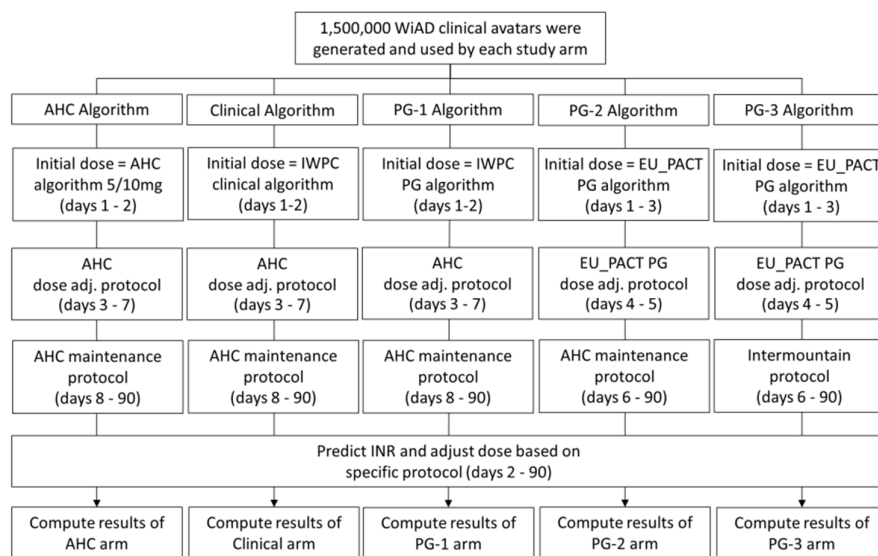 1,500,000 WiAD clinical avatars were
generated and used by each study arm
AHC Algorithm
Clinical Algorithm
PG-1 Algorithm
PG-2 Algorithm
PG-3 Algorithm
Initial dose = AHC
algorithm 5/10mg
(days 1 - 2)
Initial dose = IWPC
clinical algorithm
(days 1-2)
Initial dose = IWPC
PG algorithm
(days 1-2)
Initial dose = EU_PACT
PG algorithm
(days 1 - 3)
Initial dose = EU_PACT
PG algorithm
(days 1 - 3)
AHC
dose adj. protocol
(days 3 - 7)
AHC
dose adj. protocol
(days 3 - 7)
AHC
dose adj. protocol
(days 3 - 7)
EU_PACT PG
dose adj. protocol
(days 4 - 5)
EU_PACT PG
dose adj. protocol
(days 4 - 5)
AHC maintenance
protocol
(days 8 - 90)
AHC maintenance
protocol
(days 8 - 90)
AHC maintenance
protocol
(days 8 - 90)
AHC maintenance
protocol
(days 6 - 90)
Intermountain
protocol
(days 6 - 90)
Predict INR and adjust dose based on
specific protocol (days 2 - 90)
Compute results of
AHC arm
Compute results of
Clinical arm
Compute results of
PG-1 arm
Compute results of
PG-2 arm
Compute results of
PG-3 arm